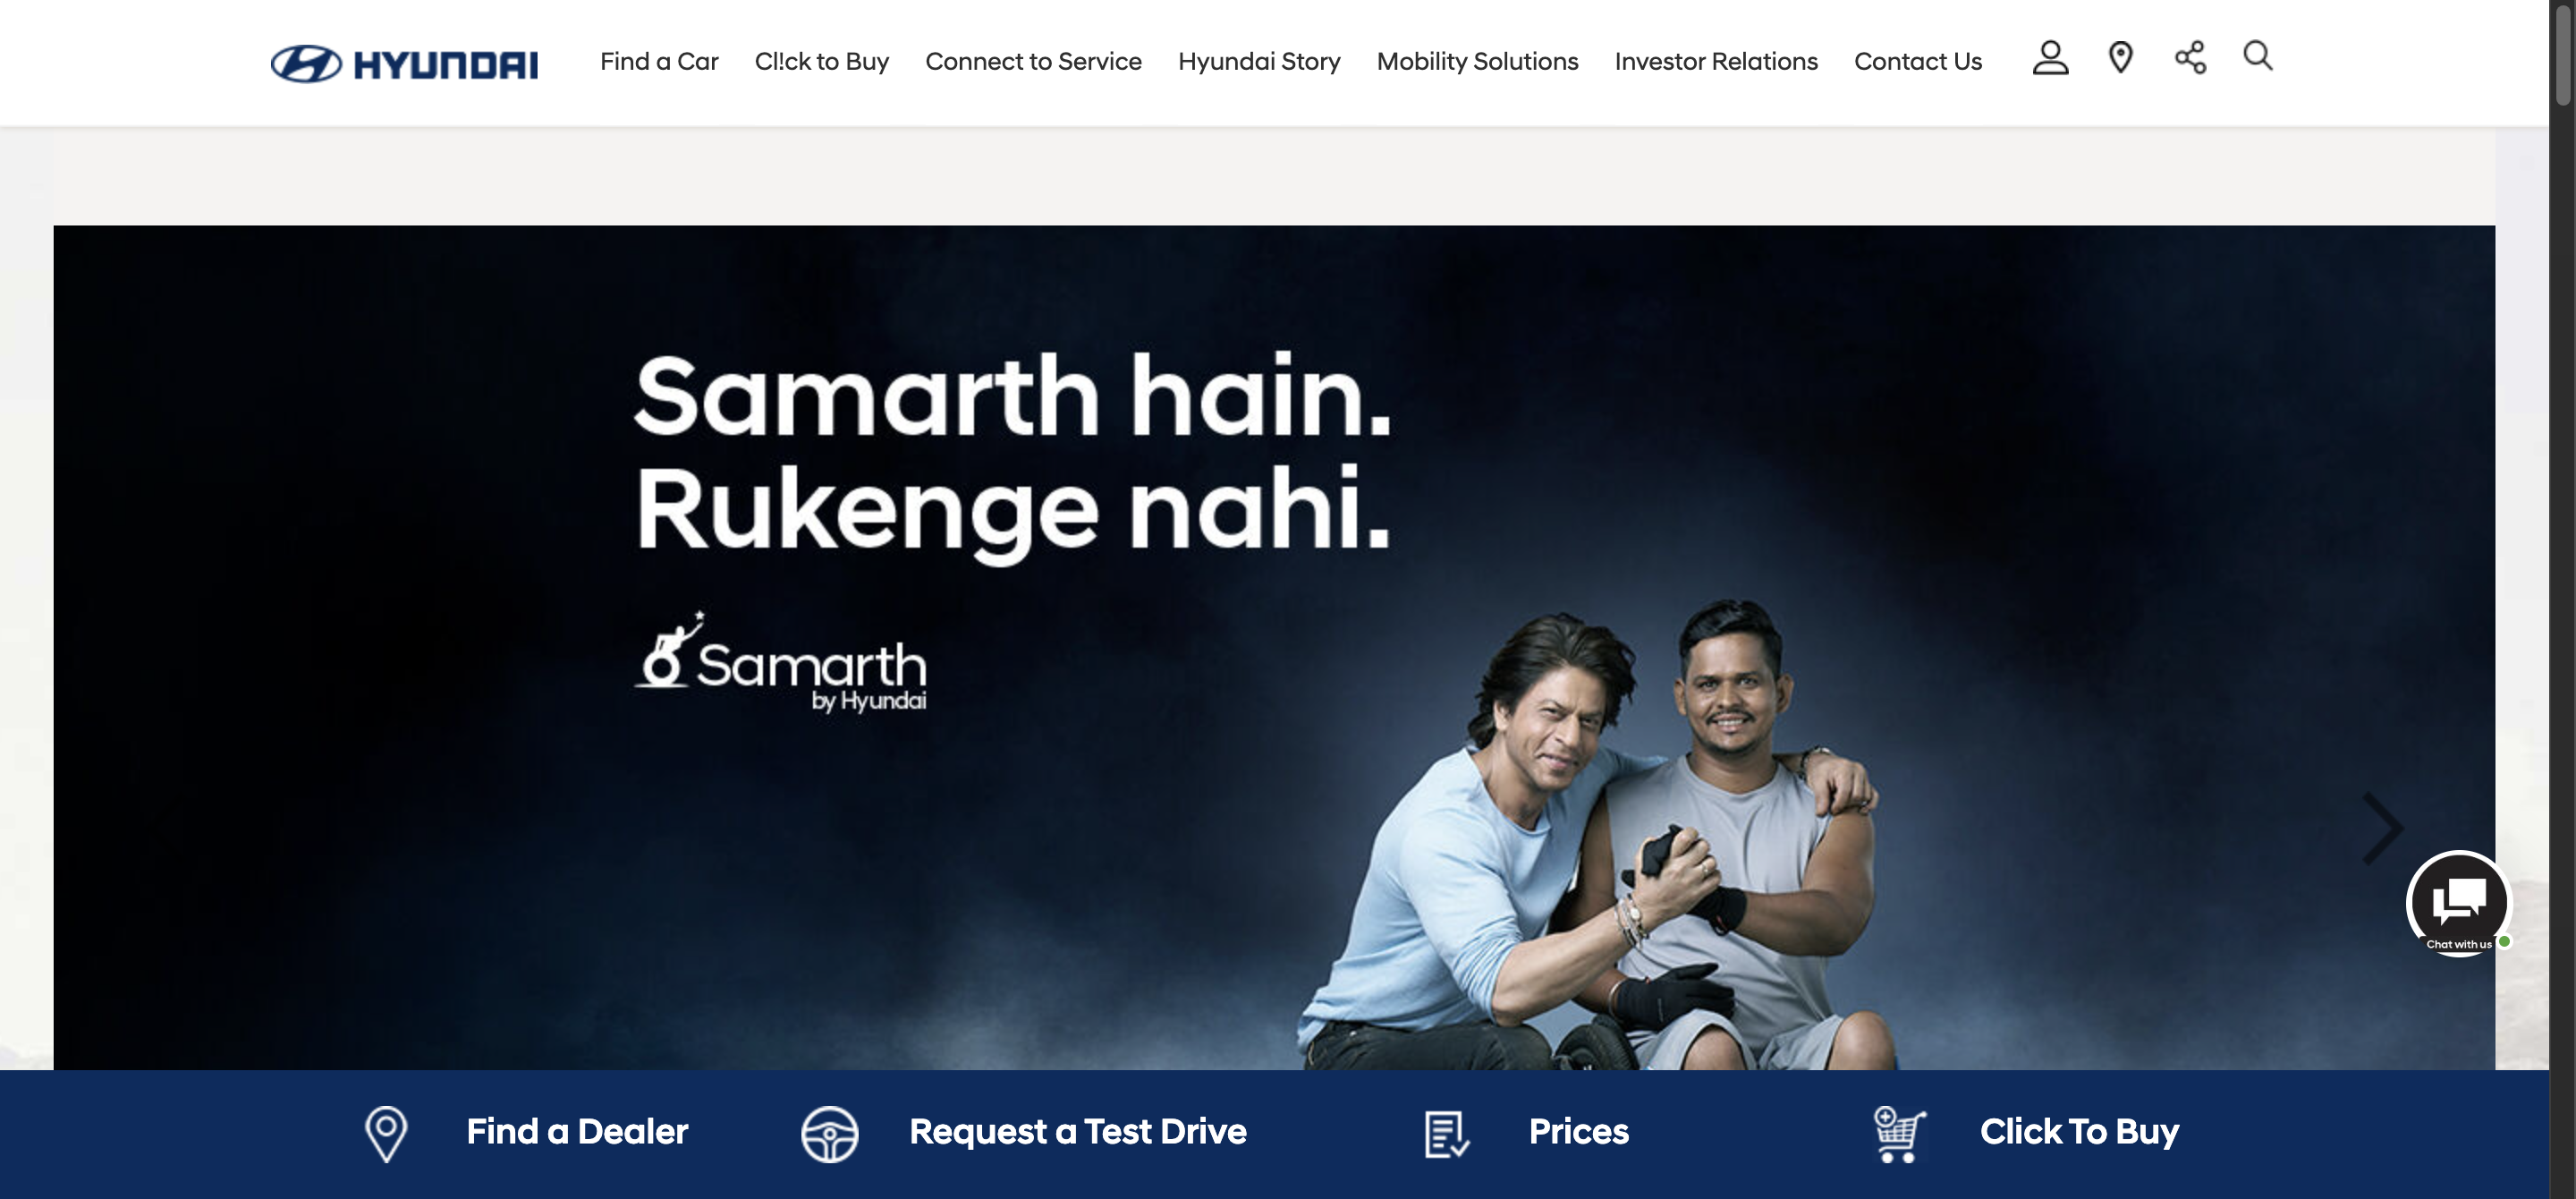 HYUNDAI
Find a Car
Cl!ck to Buy
Connect to Service
Hyundai Story
Mobility Solutions
Investor Relations
Contact Us
Samarth hain.
Rukenge nahi.
Samarth
by Hyundai
Chat with us
Find a Dealer
Request a Test Drive
Prices
Click To Buy